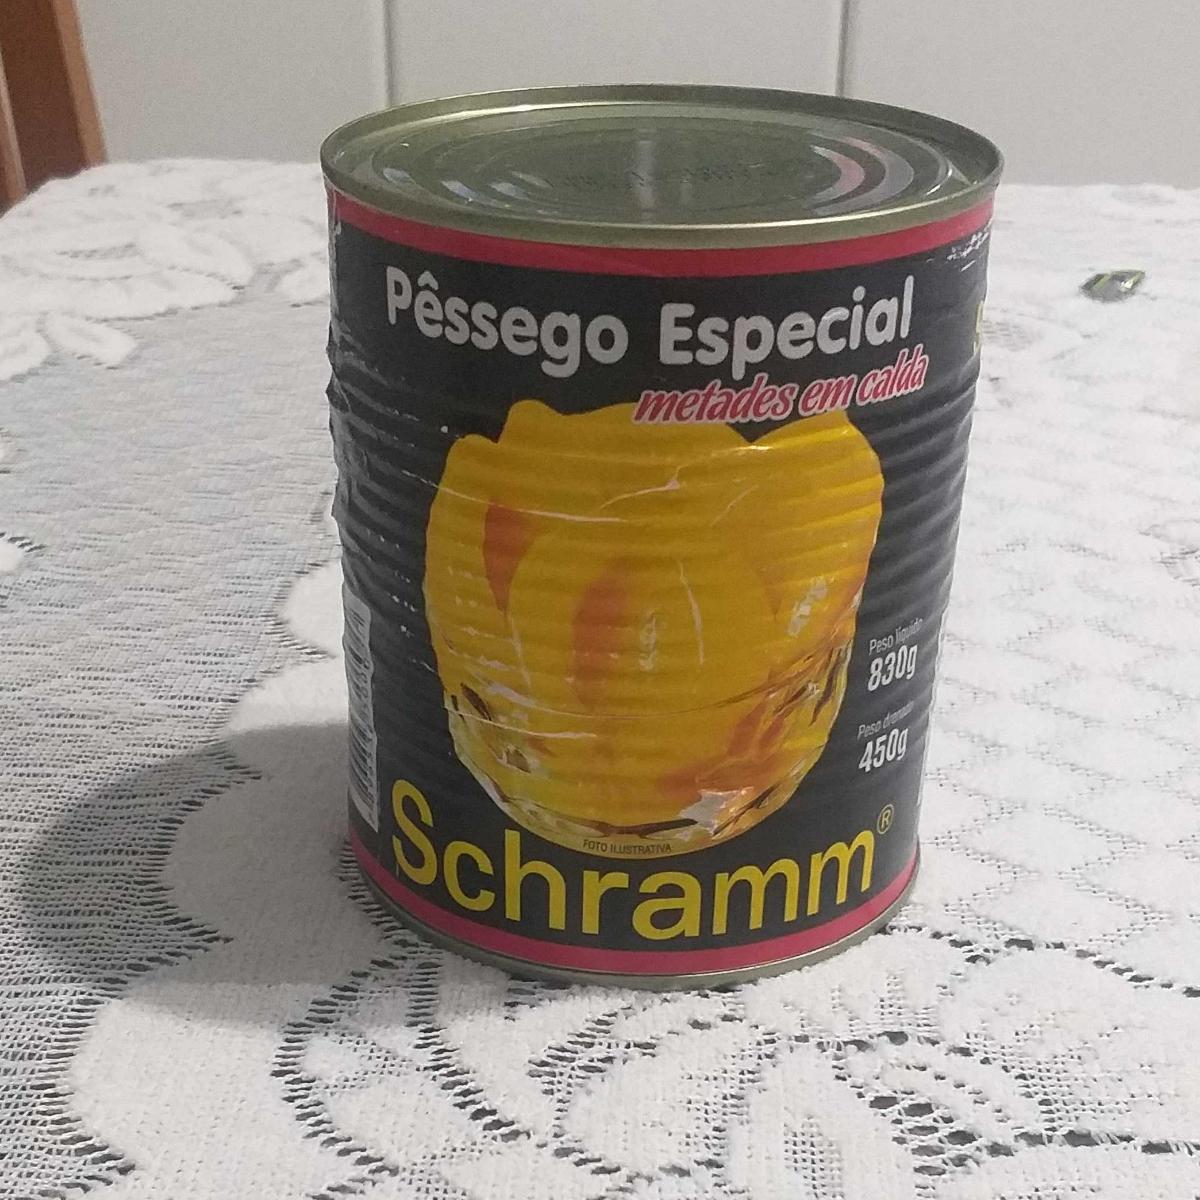 Pêssego Especial
metades em calda
Peso líquido
830g
Peso drenado
450g
Schramm®
FOTO ILUSTRATIVA